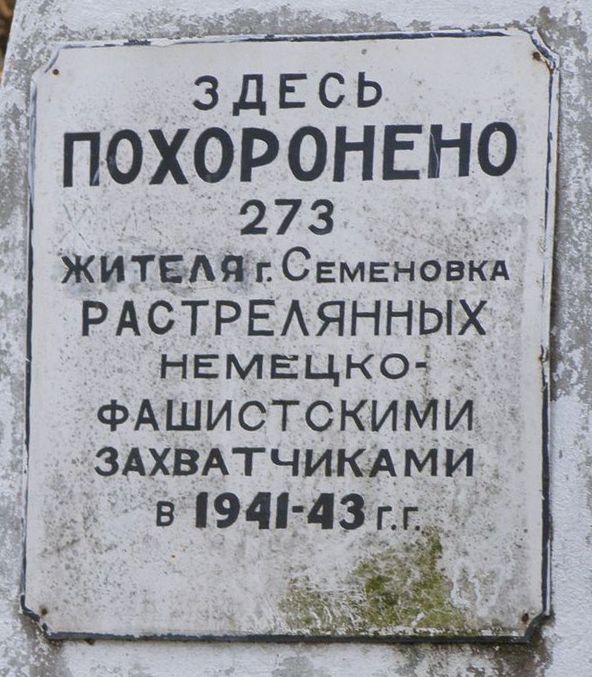 ЗДЕСЬ
ПОХОРОНЕНО
273
ЖИТЕЛЯ г. СЕМЕНОВКА
РАСТРЕЛЯННЫХ
НЕМЕЦКО-
ФАШИСТСКИМИ
ЗАХВАТЧИКАМИ
в 1941-43 г.г.